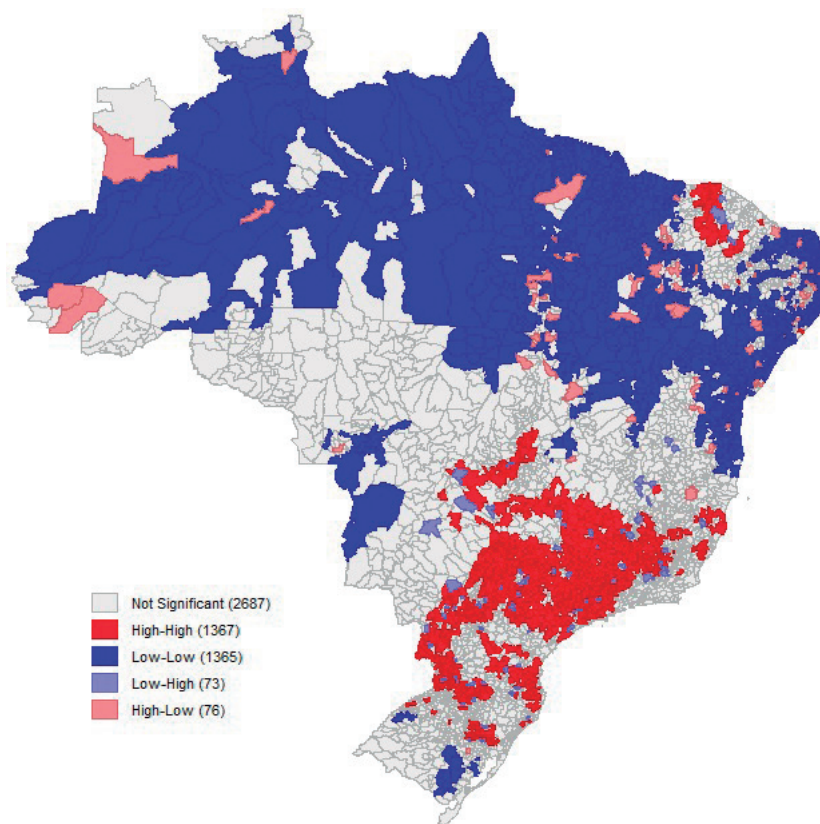 Not Significant (2687)
High-High (1367)
Low-Low (1365)
Low-High (73)
High-Low (76)